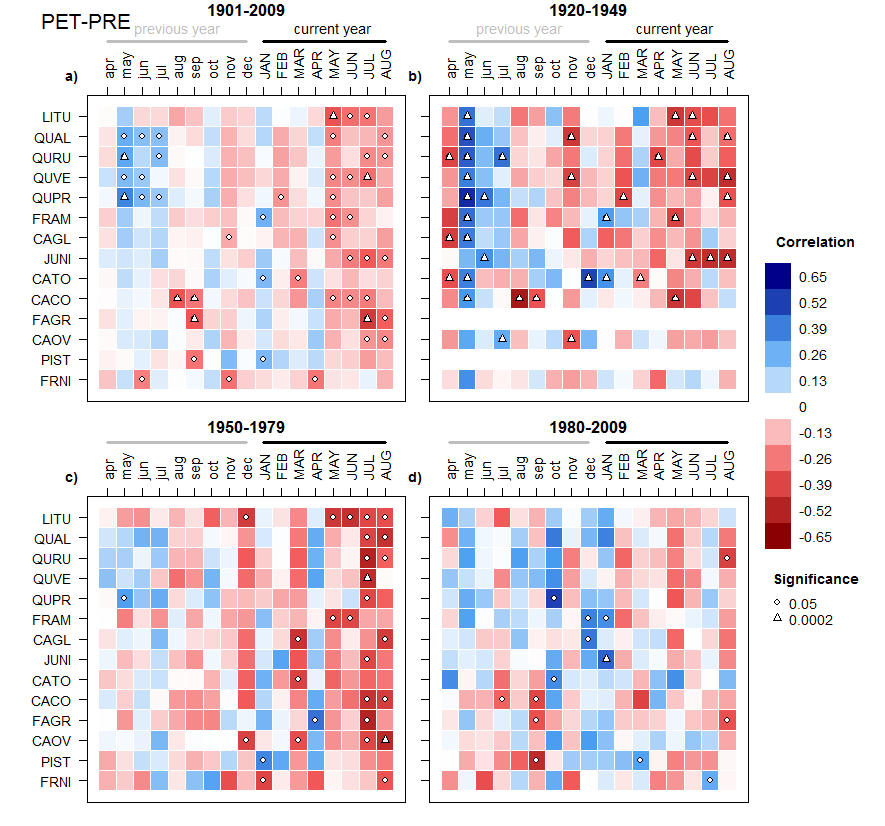 PET-PRE
1901-2009
previous year
current year
a)
apr may jun jul aug sep oct nov dec JAN FEB MAR APR MAY JUN JUL AUG
LITU
QUAL
QURU
QUVE
QUPR
FRAM
CAGL
JUNI
CATO
CACO
FAGR
CAOV
PIST
FRNI
1920-1949
previous year
current year
b)
apr may jun jul aug sep oct nov dec JAN FEB MAR APR MAY JUN JUL AUG
Correlation
0.65
0.52
0.39
0.26
0.13
0
-0.13
-0.26
-0.39
-0.52
-0.65
Significance
0.05
0.0002
1950-1979
c)
apr may jun jul aug sep oct nov dec JAN FEB MAR APR MAY JUN JUL AUG
LITU
QUAL
QURU
QUVE
QUPR
FRAM
CAGL
JUNI
CATO
CACO
FAGR
CAOV
PIST
FRNI
1980-2009
d)
apr may jun jul aug sep oct nov dec JAN FEB MAR APR MAY JUN JUL AUG